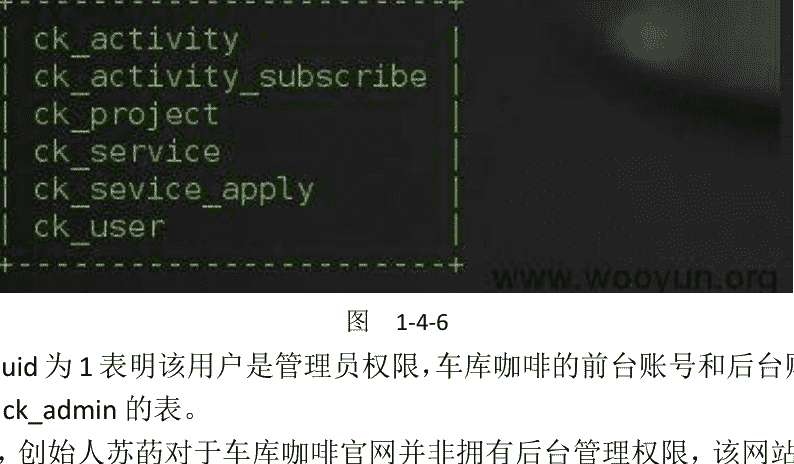 ck_activity
ck_activity_subscribe
ck_project
ck_service
ck_sevice_apply
ck_user
www.wooyun.org
图 1-4-6
uid 为 1 表明该用户是管理员权限,车库咖啡的前台账号和后台账
ck_admin 的表。
,创始人苏菂对于车库咖啡官网并非拥有后台管理权限,该网站